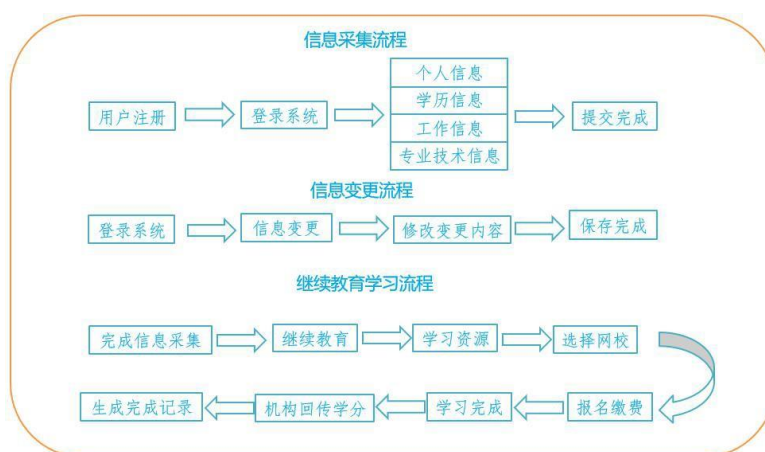 信息采集流程
用户注册
登录系统
个人信息
学历信息
工作信息
专业技术信息
提交完成
信息变更流程
登录系统
信息变更
修改变更内容
保存完成
继续教育学习流程
完成信息采集
继续教育
学习资源
选择网校
报名缴费
学习完成
机构回传学分
生成完成记录